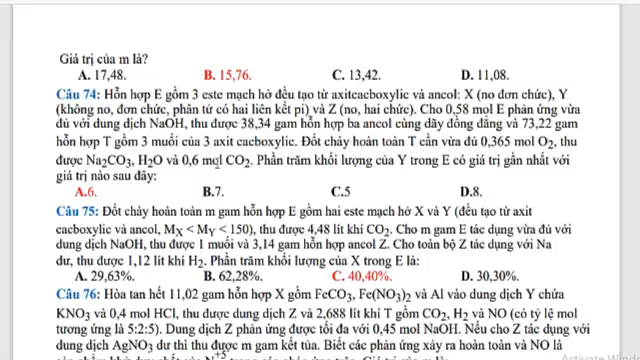 Giá trị của m là?
A. 17,48. B. 15,76. C. 13,42. D. 11,08.
Câu 74: Hỗn hợp E gồm 3 este mạch hở đều tạo từ axitcacboxylic và ancol: X (no đơn chức), Y
(không no, đơn chức, phân tử có hai liên kết pi) và Z (no, hai chức). Cho 0,58 mol E phản ứng vừa
đủ với dung dịch NaOH, thu được 38,34 gam hỗn hợp ba ancol cùng dãy đồng đẳng và 73,22 gam
hỗn hợp T gồm 3 muối của 3 axit cacboxylic. Đốt cháy hoàn toàn T cần vừa đủ 0,365 mol O₂, thu
được Na₂CO₃, H₂O và 0,6 mol CO₂. Phần trăm khối lượng của Y trong E có giá trị gần nhất với
giá trị nào sau đây:
A.6. B.7. C.5 D.8.
Câu 75: Đốt chày hoàn toàn m gam hỗn hợp E gồm hai este mạch hở X và Y (đều tạo từ axit
cacboxylic và ancol, Mₓ < Mᵧ < 150), thu được 4,48 lít khí CO₂. Cho m gam E tác dụng vừa đủ với
dung dịch NaOH, thu được 1 muối và 3,14 gam hỗn hợp ancol Z. Cho toàn bộ Z tác dụng với Na
dư, thu được 1,12 lít khí H₂. Phần trăm khối lượng của X trong E là:
A. 29,63%. B. 62,28%. C. 40,40%. D. 30,30%.
Câu 76: Hòa tan hết 11,02 gam hỗn hợp X gồm FeCO₃, Fe(NO₃)₂ và Al vào dung dịch Y chứa
KNO₃ và 0,4 mol HCl, thu được dung dịch Z và 2,688 lít khí T gồm CO₂, H₂ và NO (có tỷ lệ mol
tương ứng là 5:2:5). Dung dịch Z phản ứng được tối đa với 0,45 mol NaOH. Nếu cho Z tác dụng với
dung dịch AgNO₃ dư thì thu được m gam kết tủa. Biết các phản ứng xảy ra hoàn toàn và NO là